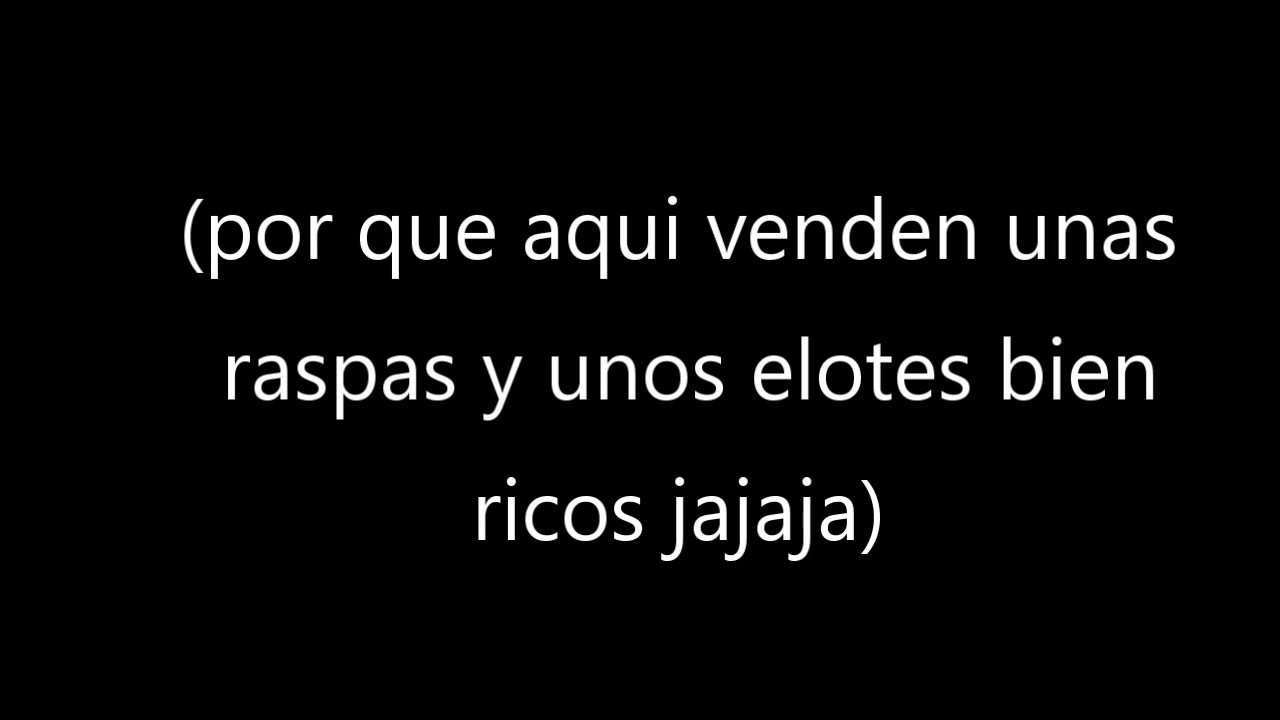 (por que aqui venden unas
raspas y unos elotes bien
ricos jajaja)